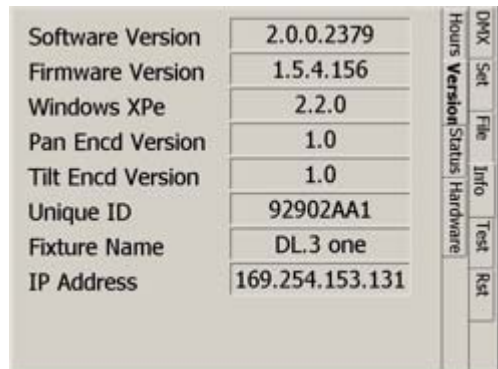 Software Version 2.0.0.2379
Firmware Version 1.5.4.156
Windows XPe 2.2.0
Pan Encd Version 1.0
Tilt Encd Version 1.0
Unique ID 92902AA1
Fixture Name DL.3 one
IP Address 169.254.153.131
DMX Set File Info Test Rst
Hours Version Status Hardware